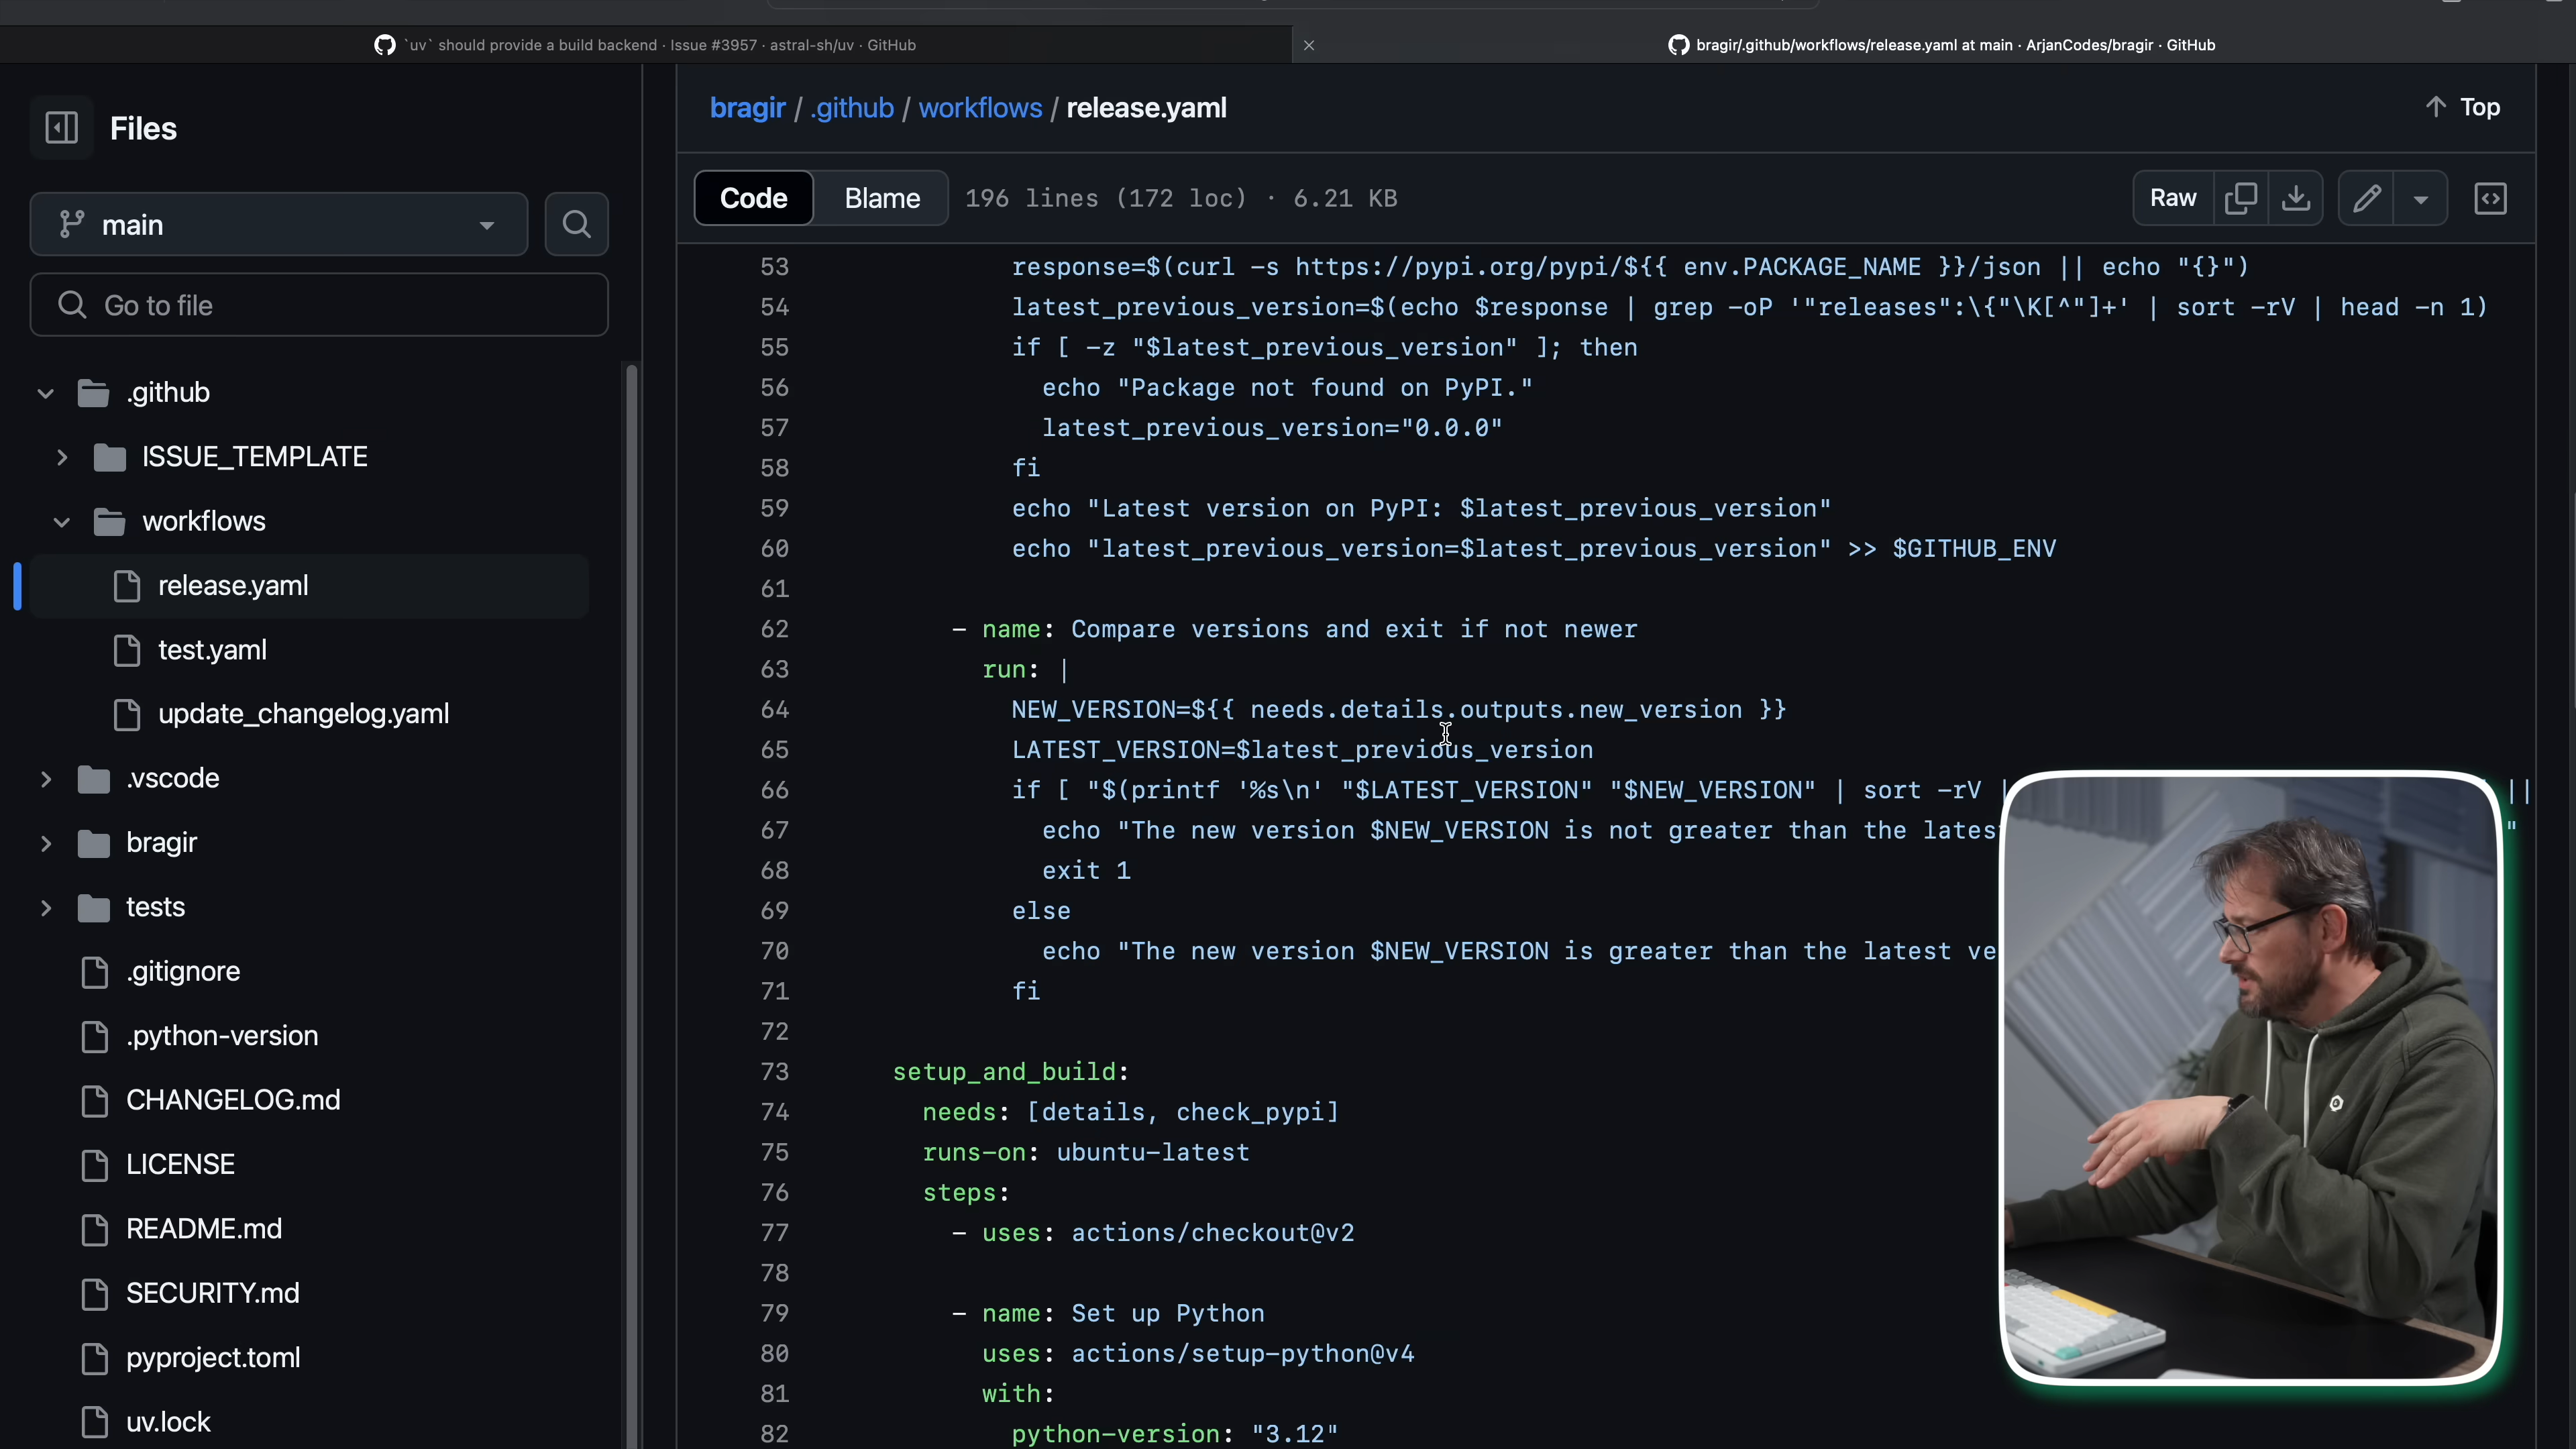 `uv` should provide a build backend · Issue #3957 · astral-sh/uv · GitHub
bragir/.github/workflows/release.yaml at main · ArjanCodes/bragir · GitHub
Files
main
Go to file
.github
ISSUE_TEMPLATE
workflows
release.yaml
test.yaml
update_changelog.yaml
.vscode
bragir
tests
.gitignore
.python-version
CHANGELOG.md
LICENSE
README.md
SECURITY.md
pyproject.toml
uv.lock
bragir / .github / workflows / release.yaml
Top
Code Blame 196 lines (172 loc) · 6.21 KB
Raw
53 response=$(curl -s https://pypi.org/pypi/${{ env.PACKAGE_NAME }}/json || echo "{}")
54 latest_previous_version=$(echo $response | grep -oP '"releases":\{"\K[^"]+' | sort -rV | head -n 1)
55 if [ -z "$latest_previous_version" ]; then
56 echo "Package not found on PyPI."
57 latest_previous_version="0.0.0"
58 fi
59 echo "Latest version on PyPI: $latest_previous_version"
60 echo "latest_previous_version=$latest_previous_version" >> $GITHUB_ENV
61
62 - name: Compare versions and exit if not newer
63 run: |
64 NEW_VERSION=${{ needs.details.outputs.new_version }}
65 LATEST_VERSION=$latest_previous_version
66 if [ "$(printf '%s\n' "$LATEST_VERSION" "$NEW_VERSION" | sort -rV | ||
67 echo "The new version $NEW_VERSION is not greater than the lates "
68 exit 1
69 else
70 echo "The new version $NEW_VERSION is greater than the latest ve
71 fi
72
73 setup_and_build:
74 needs: [details, check_pypi]
75 runs-on: ubuntu-latest
76 steps:
77 - uses: actions/checkout@v2
78
79 - name: Set up Python
80 uses: actions/setup-python@v4
81 with:
82 python-version: "3.12"